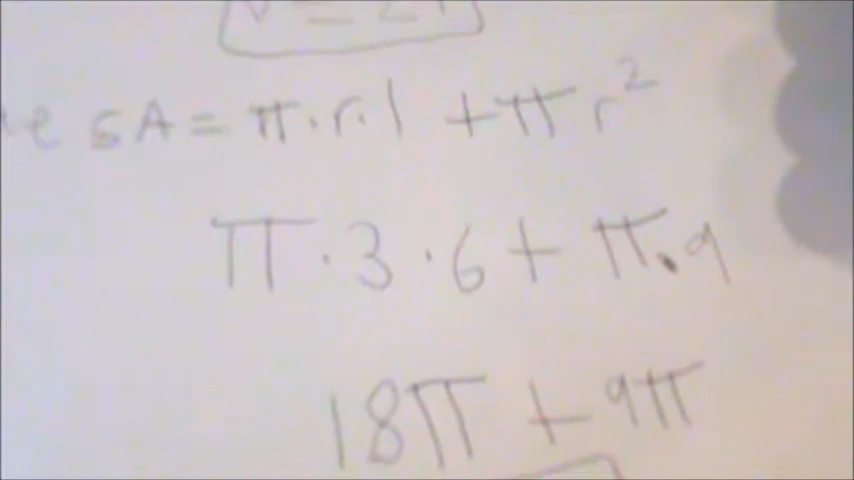 SA = π · r · l + π r²
π · 3 · 6 + π · 9
18π + 9π